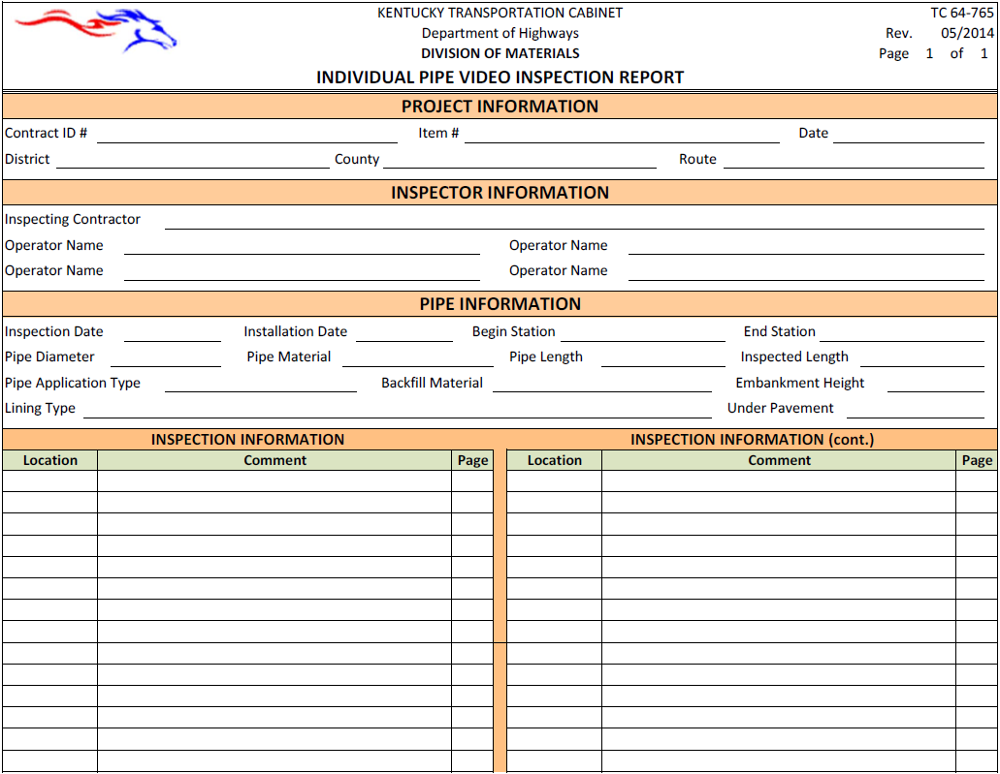 KENTUCKY TRANSPORTATION CABINET
TC 64-765
Department of Highways
Rev. 05/2014
DIVISION OF MATERIALS
Page 1 of 1
INDIVIDUAL PIPE VIDEO INSPECTION REPORT
PROJECT INFORMATION
Contract ID # Item # Date
District County Route
INSPECTOR INFORMATION
Inspecting Contractor
Operator Name Operator Name
Operator Name Operator Name
PIPE INFORMATION
Inspection Date Installation Date Begin Station End Station
Pipe Diameter Pipe Material Pipe Length Inspected Length
Pipe Application Type Backfill Material Embankment Height
Lining Type Under Pavement
INSPECTION INFORMATION INSPECTION INFORMATION (cont.)
Location Comment Page Location Comment Page